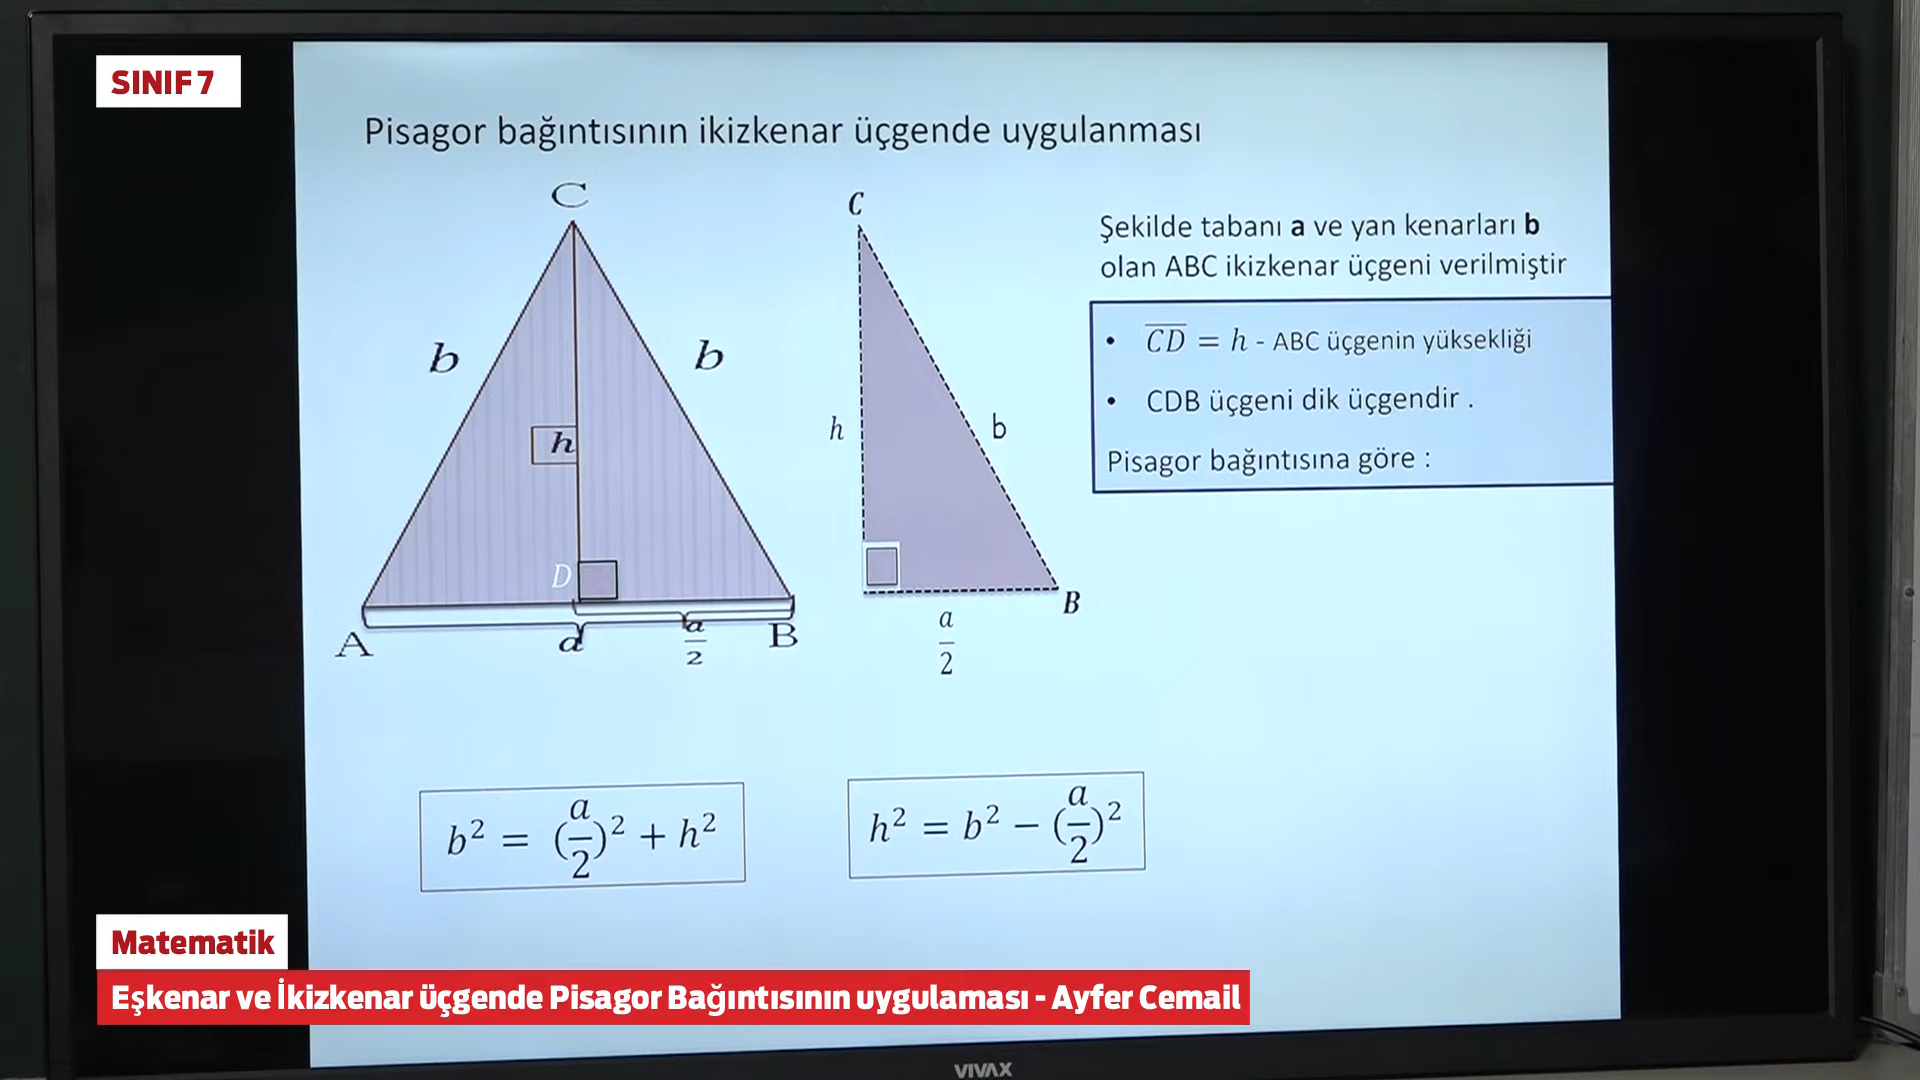 SINIF 7
Pisagor bağıntısının ikizkenar üçgende uygulanması
C
b
b
h
D
A
a
a/2
B
C
h
b
B
a/2
Şekilde tabanı a ve yan kenarları b
olan ABC ikizkenar üçgeni verilmiştir
• CD̅ = h - ABC üçgenin yüksekliği
• CDB üçgeni dik üçgendir .
Pisagor bağıntısına göre :
b² = (a/2)² + h²
h² = b² − (a/2)²
Matematik
Eşkenar ve İkizkenar üçgende Pisagor Bağıntısının uygulaması - Ayfer Cemail
VIVAX